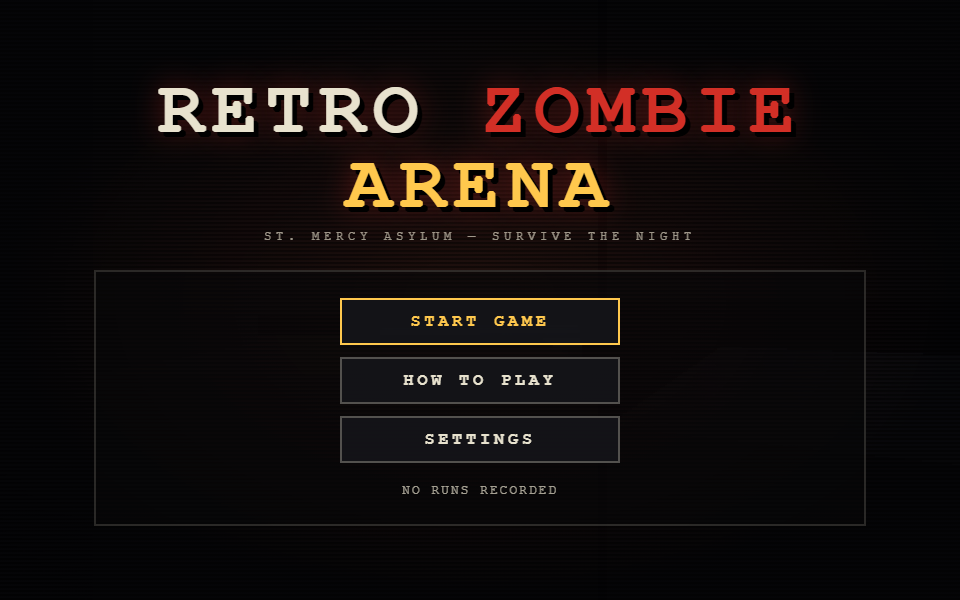 RETRO ZOMBIE
ARENA
ST. MERCY ASYLUM — SURVIVE THE NIGHT
START GAME
HOW TO PLAY
SETTINGS
NO RUNS RECORDED